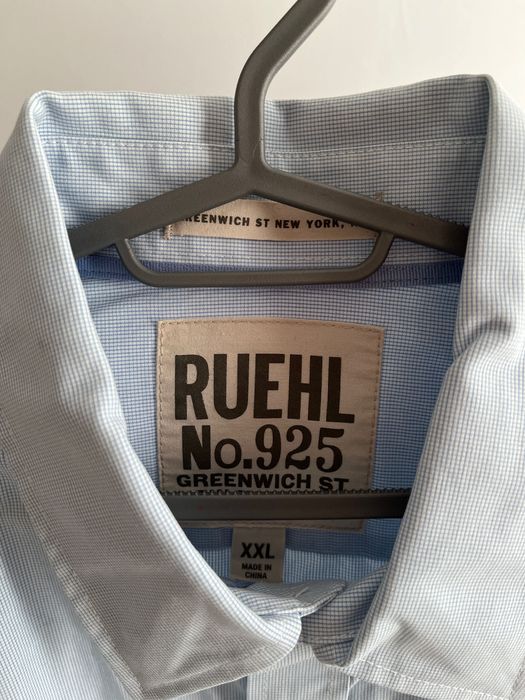 GREENWICH ST NEW YORK,
RUEHL
No.925
GREENWICH ST
XXL
MADE IN
CHINA